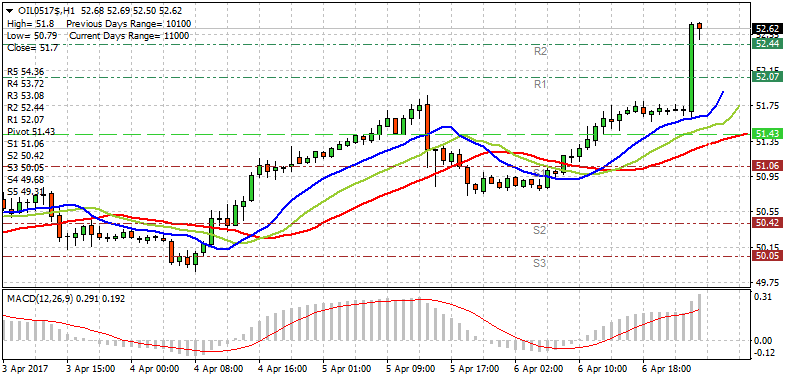 OIL0517$,H1 52.68 52.69 52.50 52.62
High= 51.8 Previous Days Range= 10100
Low= 50.79 Current Days Range= 11000
Close= 51.7
R5 54.36
R4 53.72
R3 53.08
R2 52.44
R1 52.07
Pivot 51.43
S1 51.06
S2 50.42
S3 50.05
S4 49.68
S5 49.31
R2
R1
S1
S2
S3
52.62
52.44
52.07
51.75
51.43
51.35
51.06
50.95
50.55
50.42
50.15
50.05
49.75
MACD(12,26,9) 0.291 0.192
0.31
0.00
-0.12
3 Apr 2017
3 Apr 15:00
4 Apr 00:00
4 Apr 08:00
4 Apr 16:00
5 Apr 01:00
5 Apr 09:00
5 Apr 17:00
6 Apr 02:00
6 Apr 10:00
6 Apr 18:00